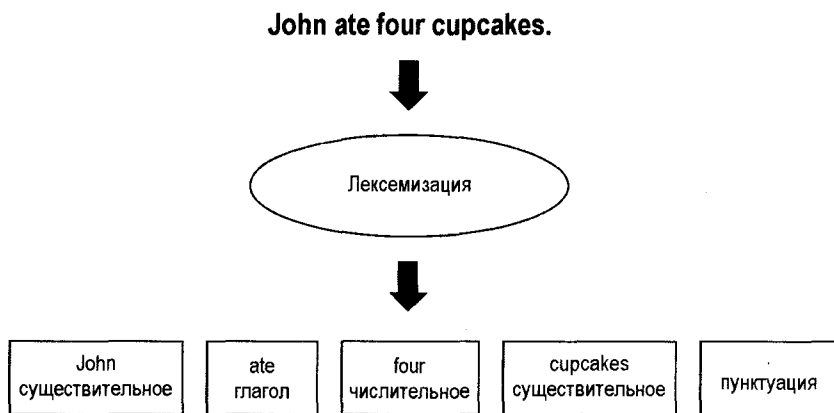 John ate four cupcakes.
Лексемизация
John
существительное
ate
глагол
four
числительное
cupcakes
существительное
пунктуация